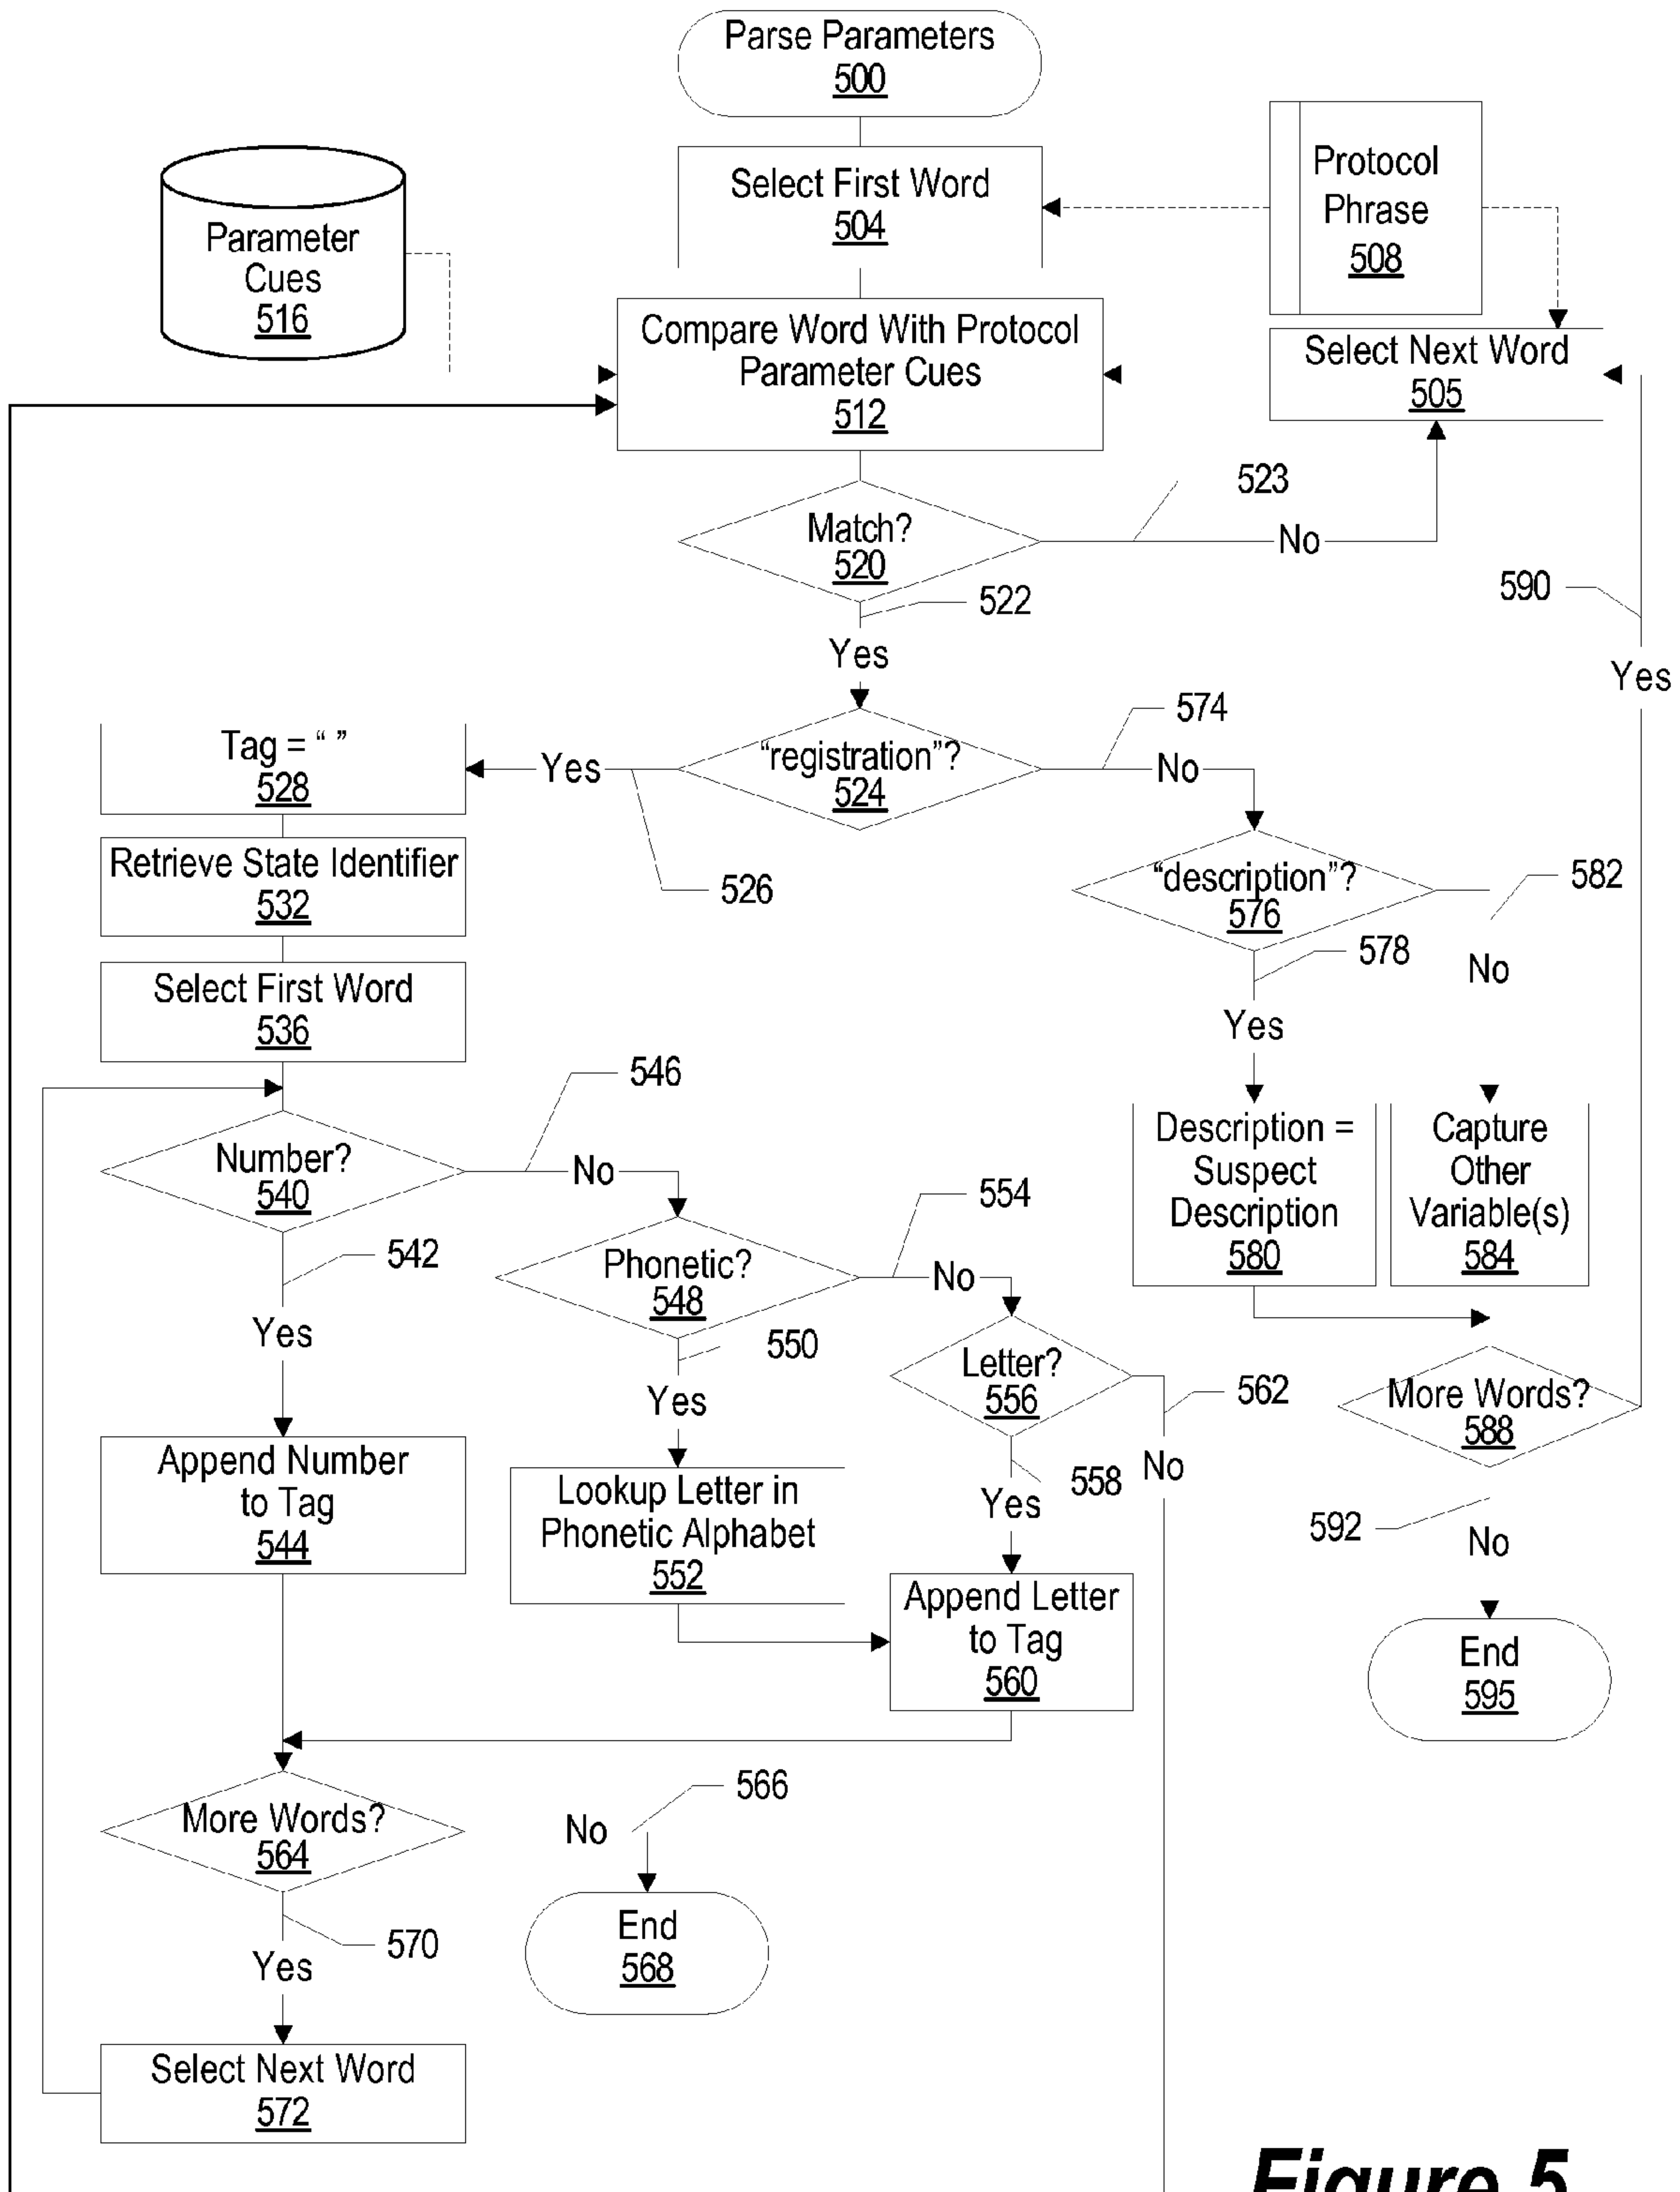 Parse Parameters
500
Select First Word
504
Protocol
Phrase
508
Parameter
Cues
516
Compare Word With Protocol
Parameter Cues
512
Select Next Word
505
523
Match?
520
No
522
590
Yes
Yes
574
Tag = “ ”
528
Yes
“registration”?
524
No
526
Retrieve State Identifier
532
“description”?
576
582
578
No
Select First Word
536
Yes
546
Number?
540
No
Description =
Suspect
Description
580
Capture
Other
Variable(s)
584
554
542
Phonetic?
548
No
Yes
550
Letter?
556
562
More Words?
588
Yes
558
No
Yes
Append Number
to Tag
544
Lookup Letter in
Phonetic Alphabet
552
592
No
Append Letter
to Tag
560
End
595
566
No
More Words?
564
End
568
570
Yes
Select Next Word
572
Figure 5